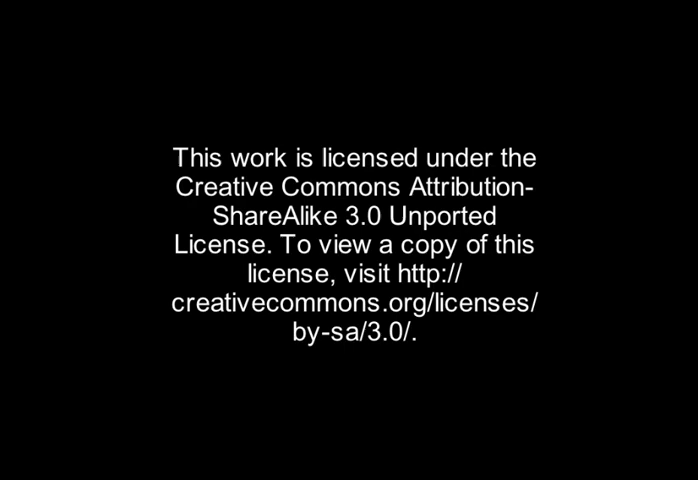 This work is licensed under the
Creative Commons Attribution-
ShareAlike 3.0 Unported
License. To view a copy of this
license, visit http://
creativecommons.org/licenses/
by-sa/3.0/.